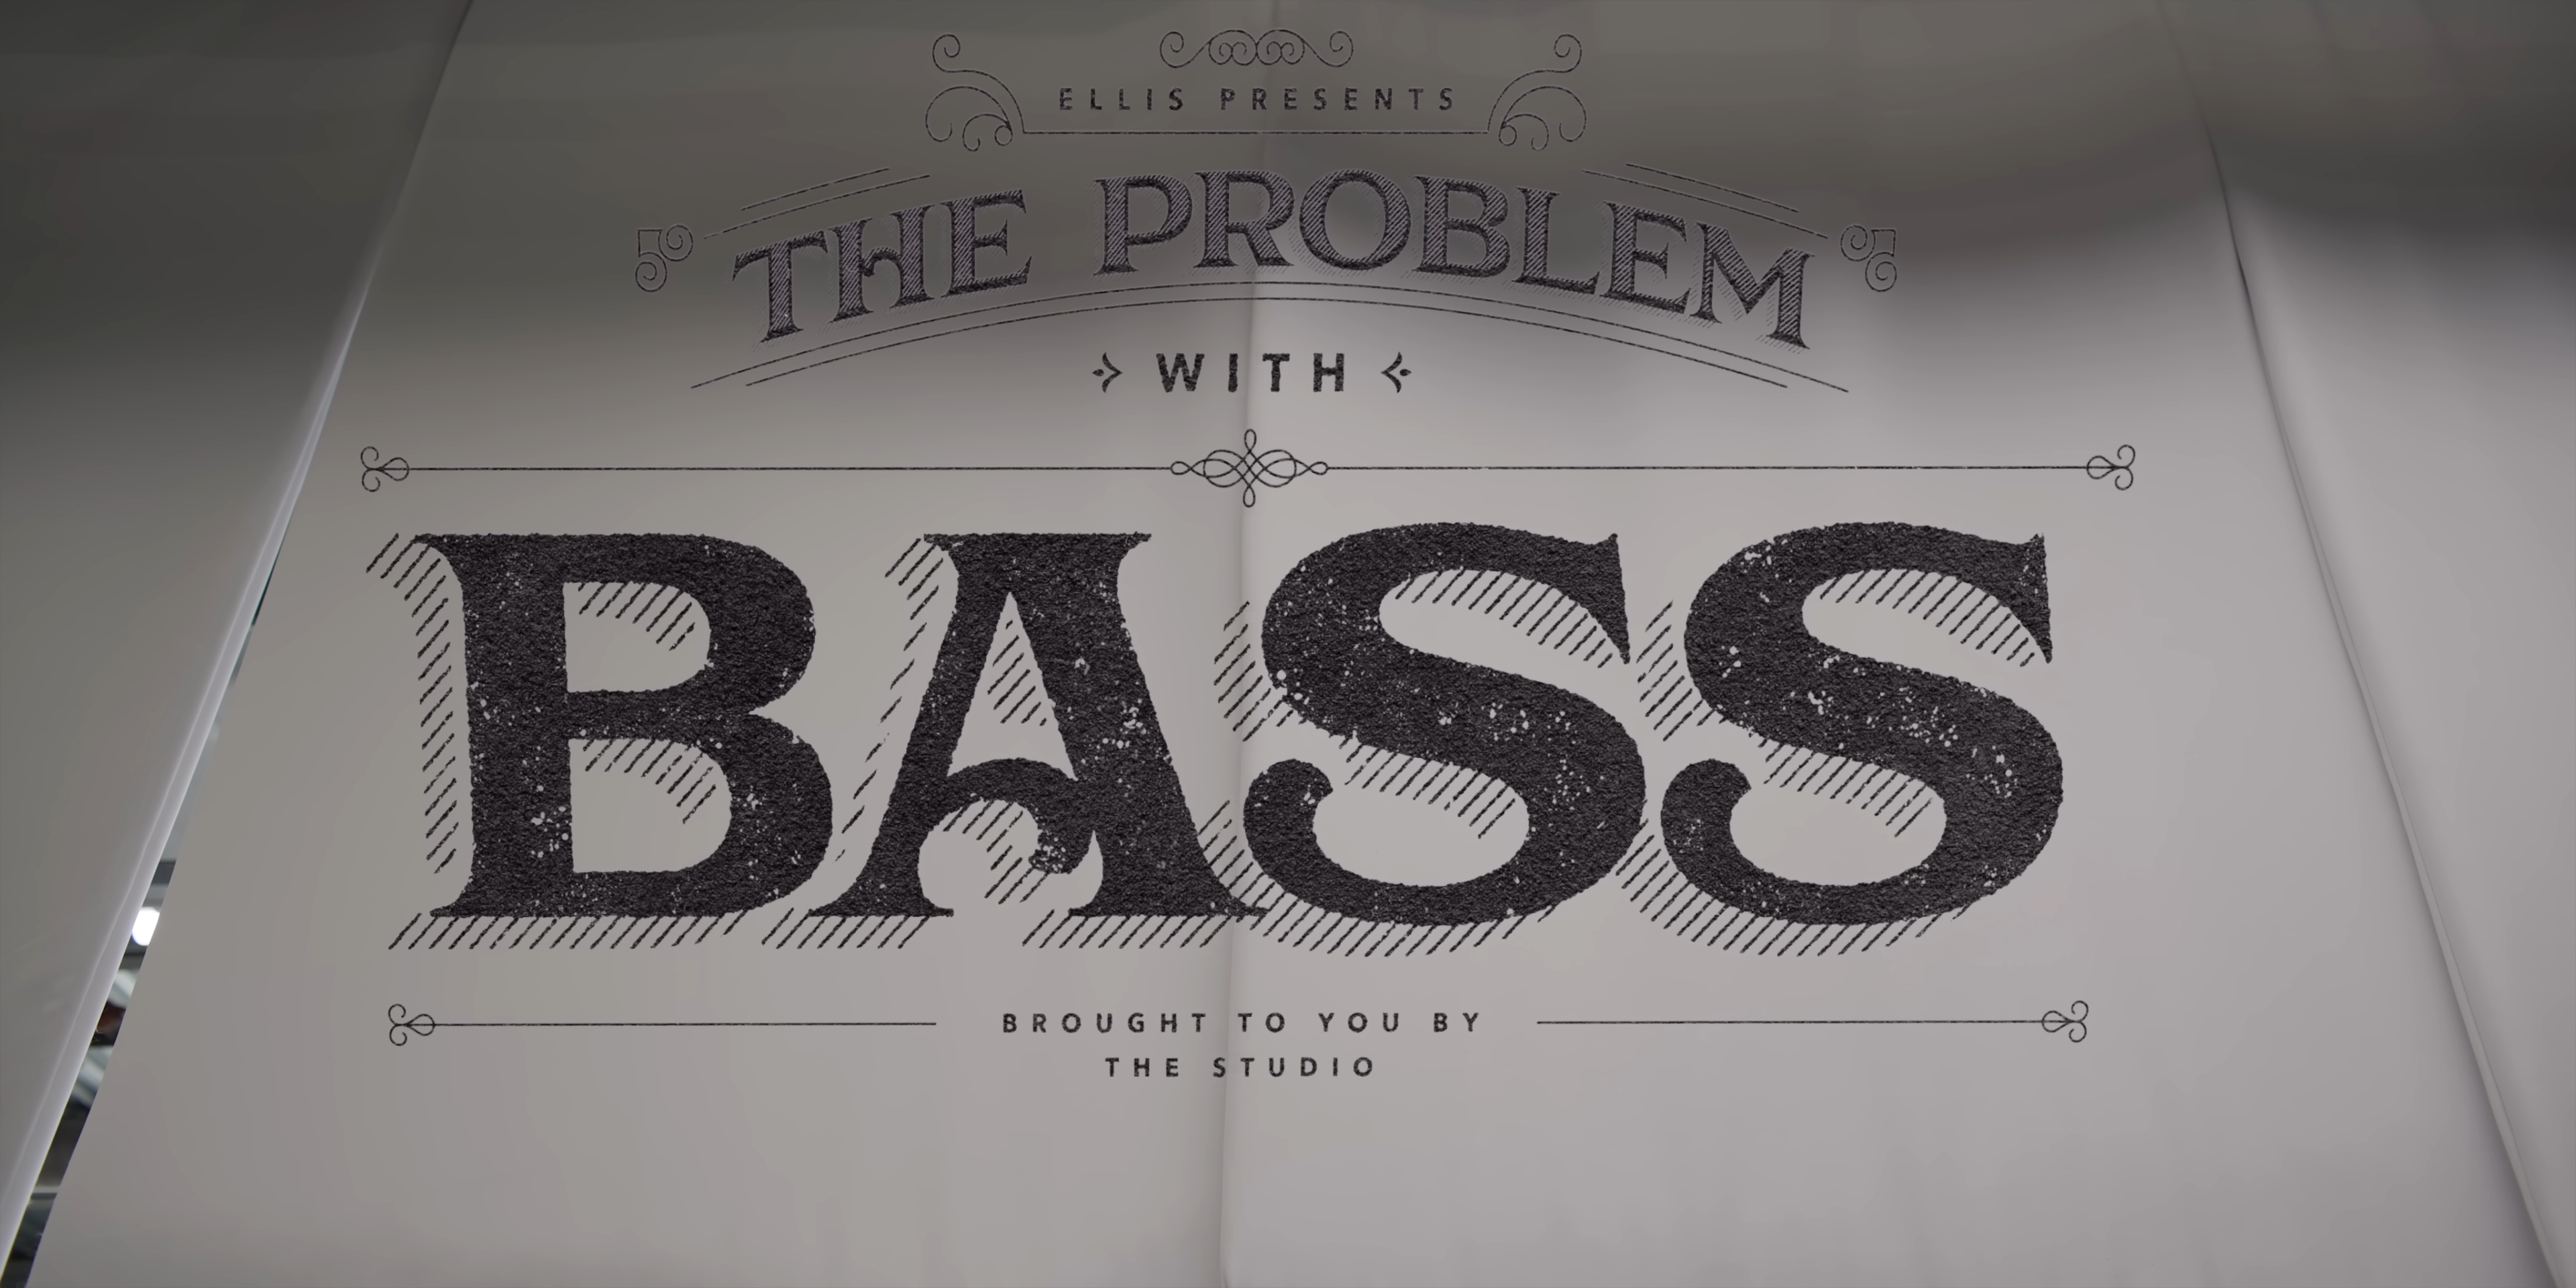 ELLIS PRESENTS
THE PROBLEM
WITH
BASS
BROUGHT TO YOU BY
THE STUDIO